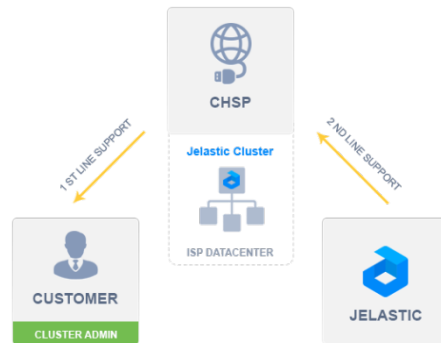 CHSP
1 ST LINE SUPPORT
2 ND LINE SUPPORT
Jelastic Cluster
ISP DATACENTER
CUSTOMER
CLUSTER ADMIN
JELASTIC